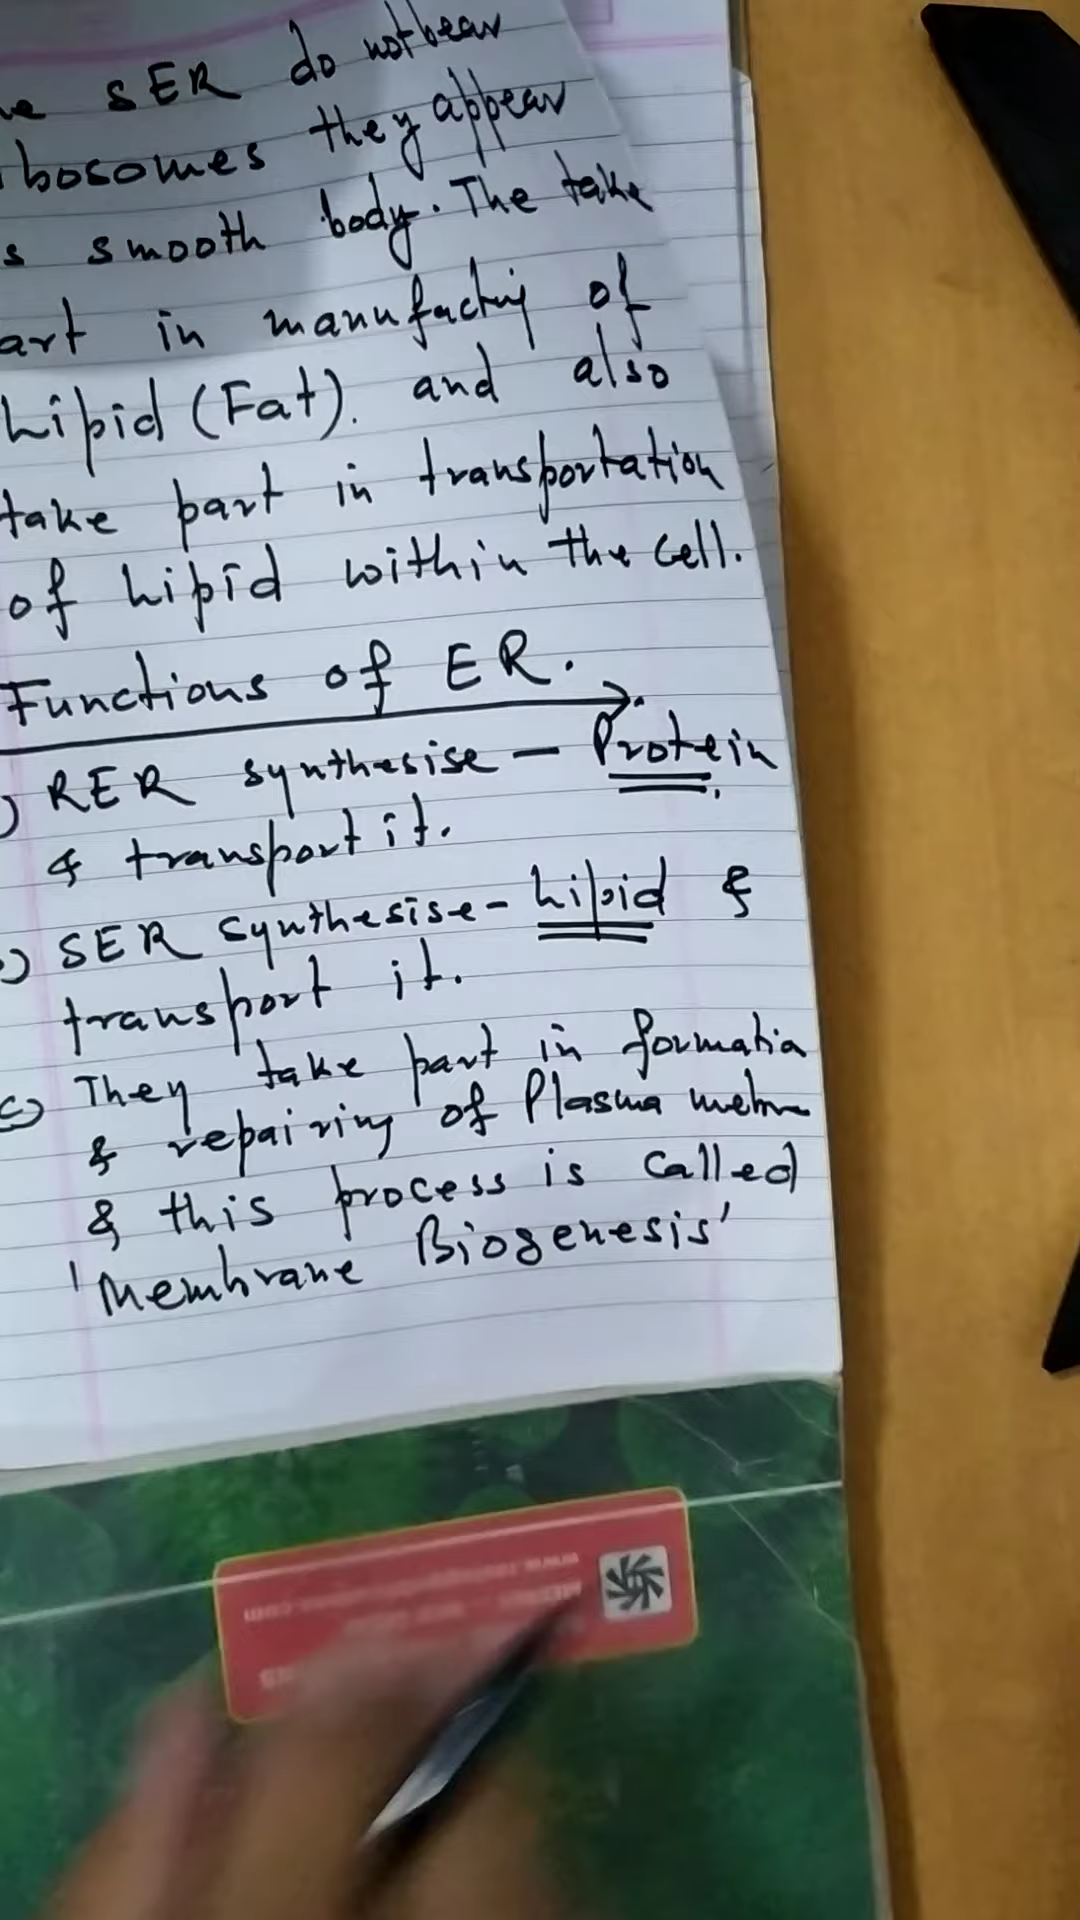 SER do not bear
bosomes they appear
s smooth body. The take
art in manufacturing of
Lipid (Fat). and also
take part in transportation
of Lipid within the cell.
Functions of ER.
) RER synthesise – Protein
& transport it.
) SER synthesise – Lipid &
transport it.
c) They take part in formatia
& repairing of Plasma
& this process is called
'Membrane Biogenesis'